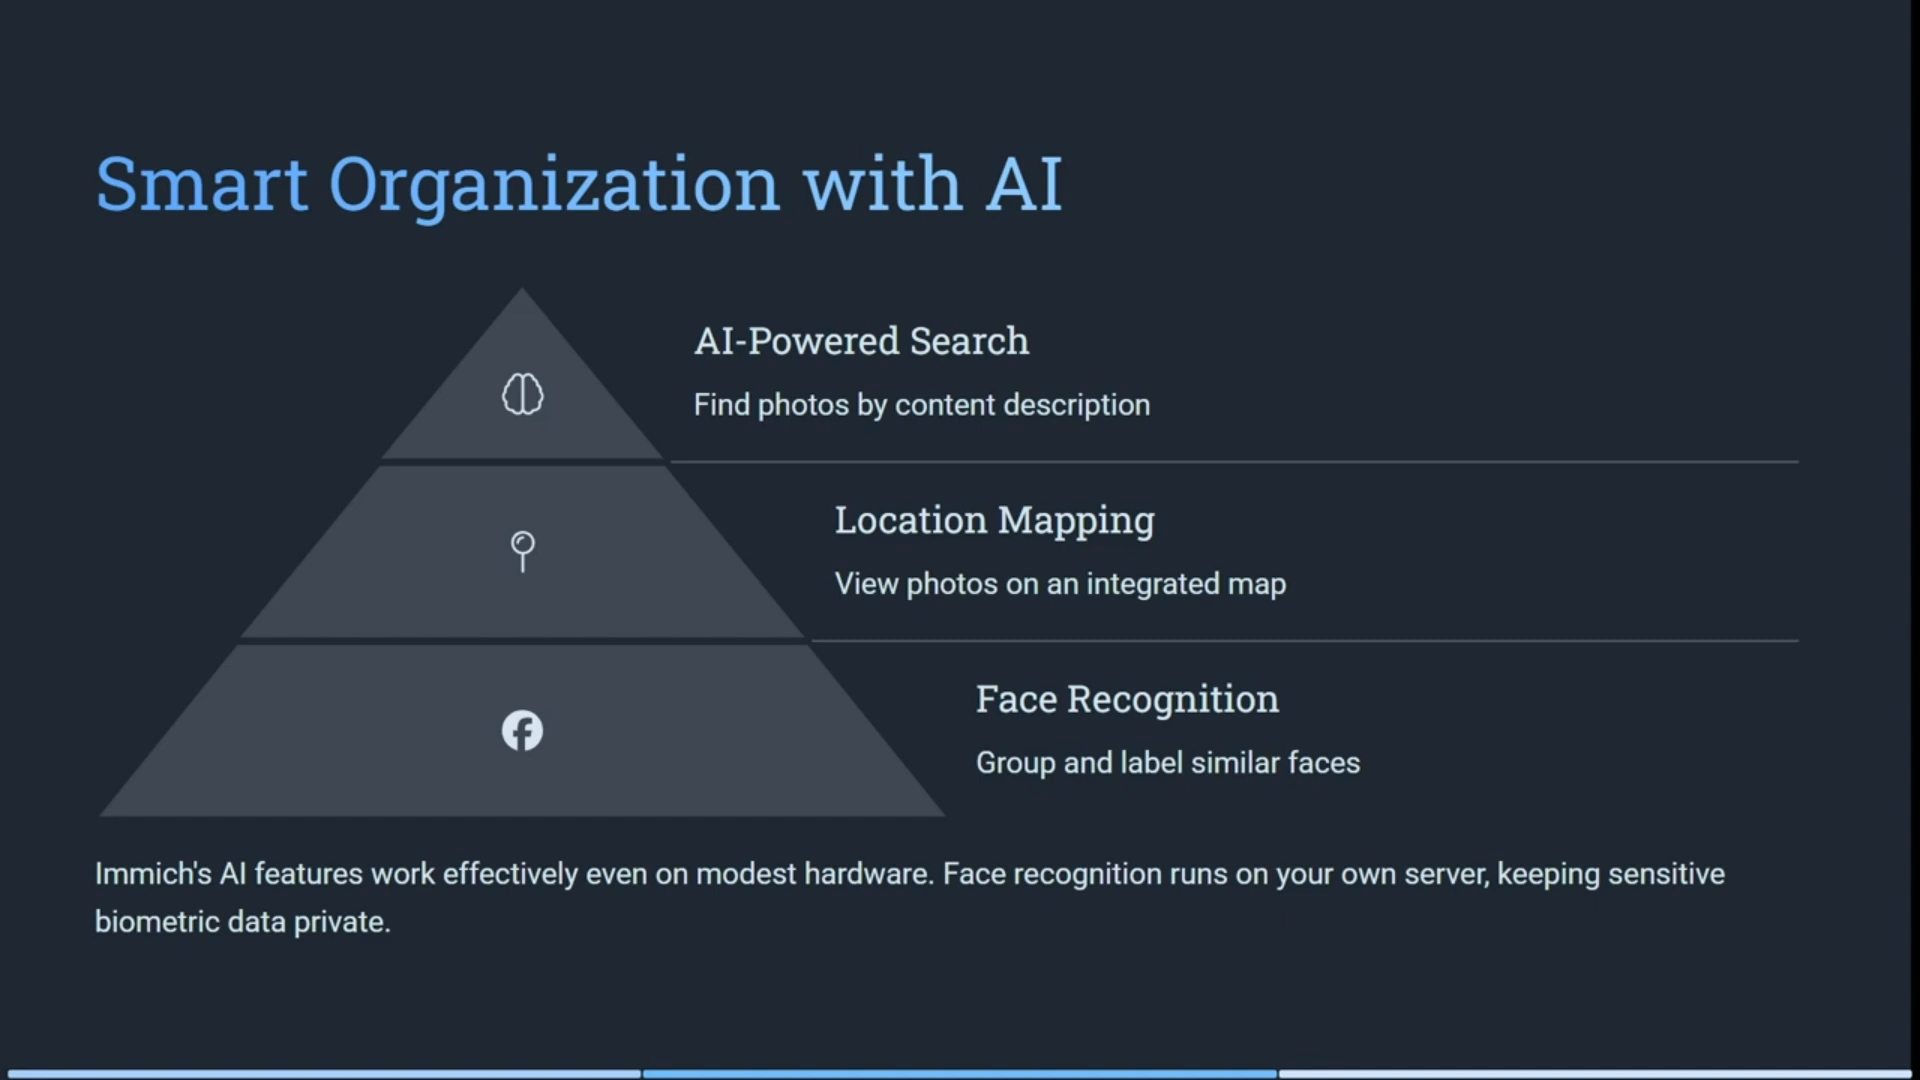 Smart Organization with AI
AI-Powered Search
Find photos by content description
Location Mapping
View photos on an integrated map
Face Recognition
Group and label similar faces
Immich's AI features work effectively even on modest hardware. Face recognition runs on your own server, keeping sensitive
biometric data private.